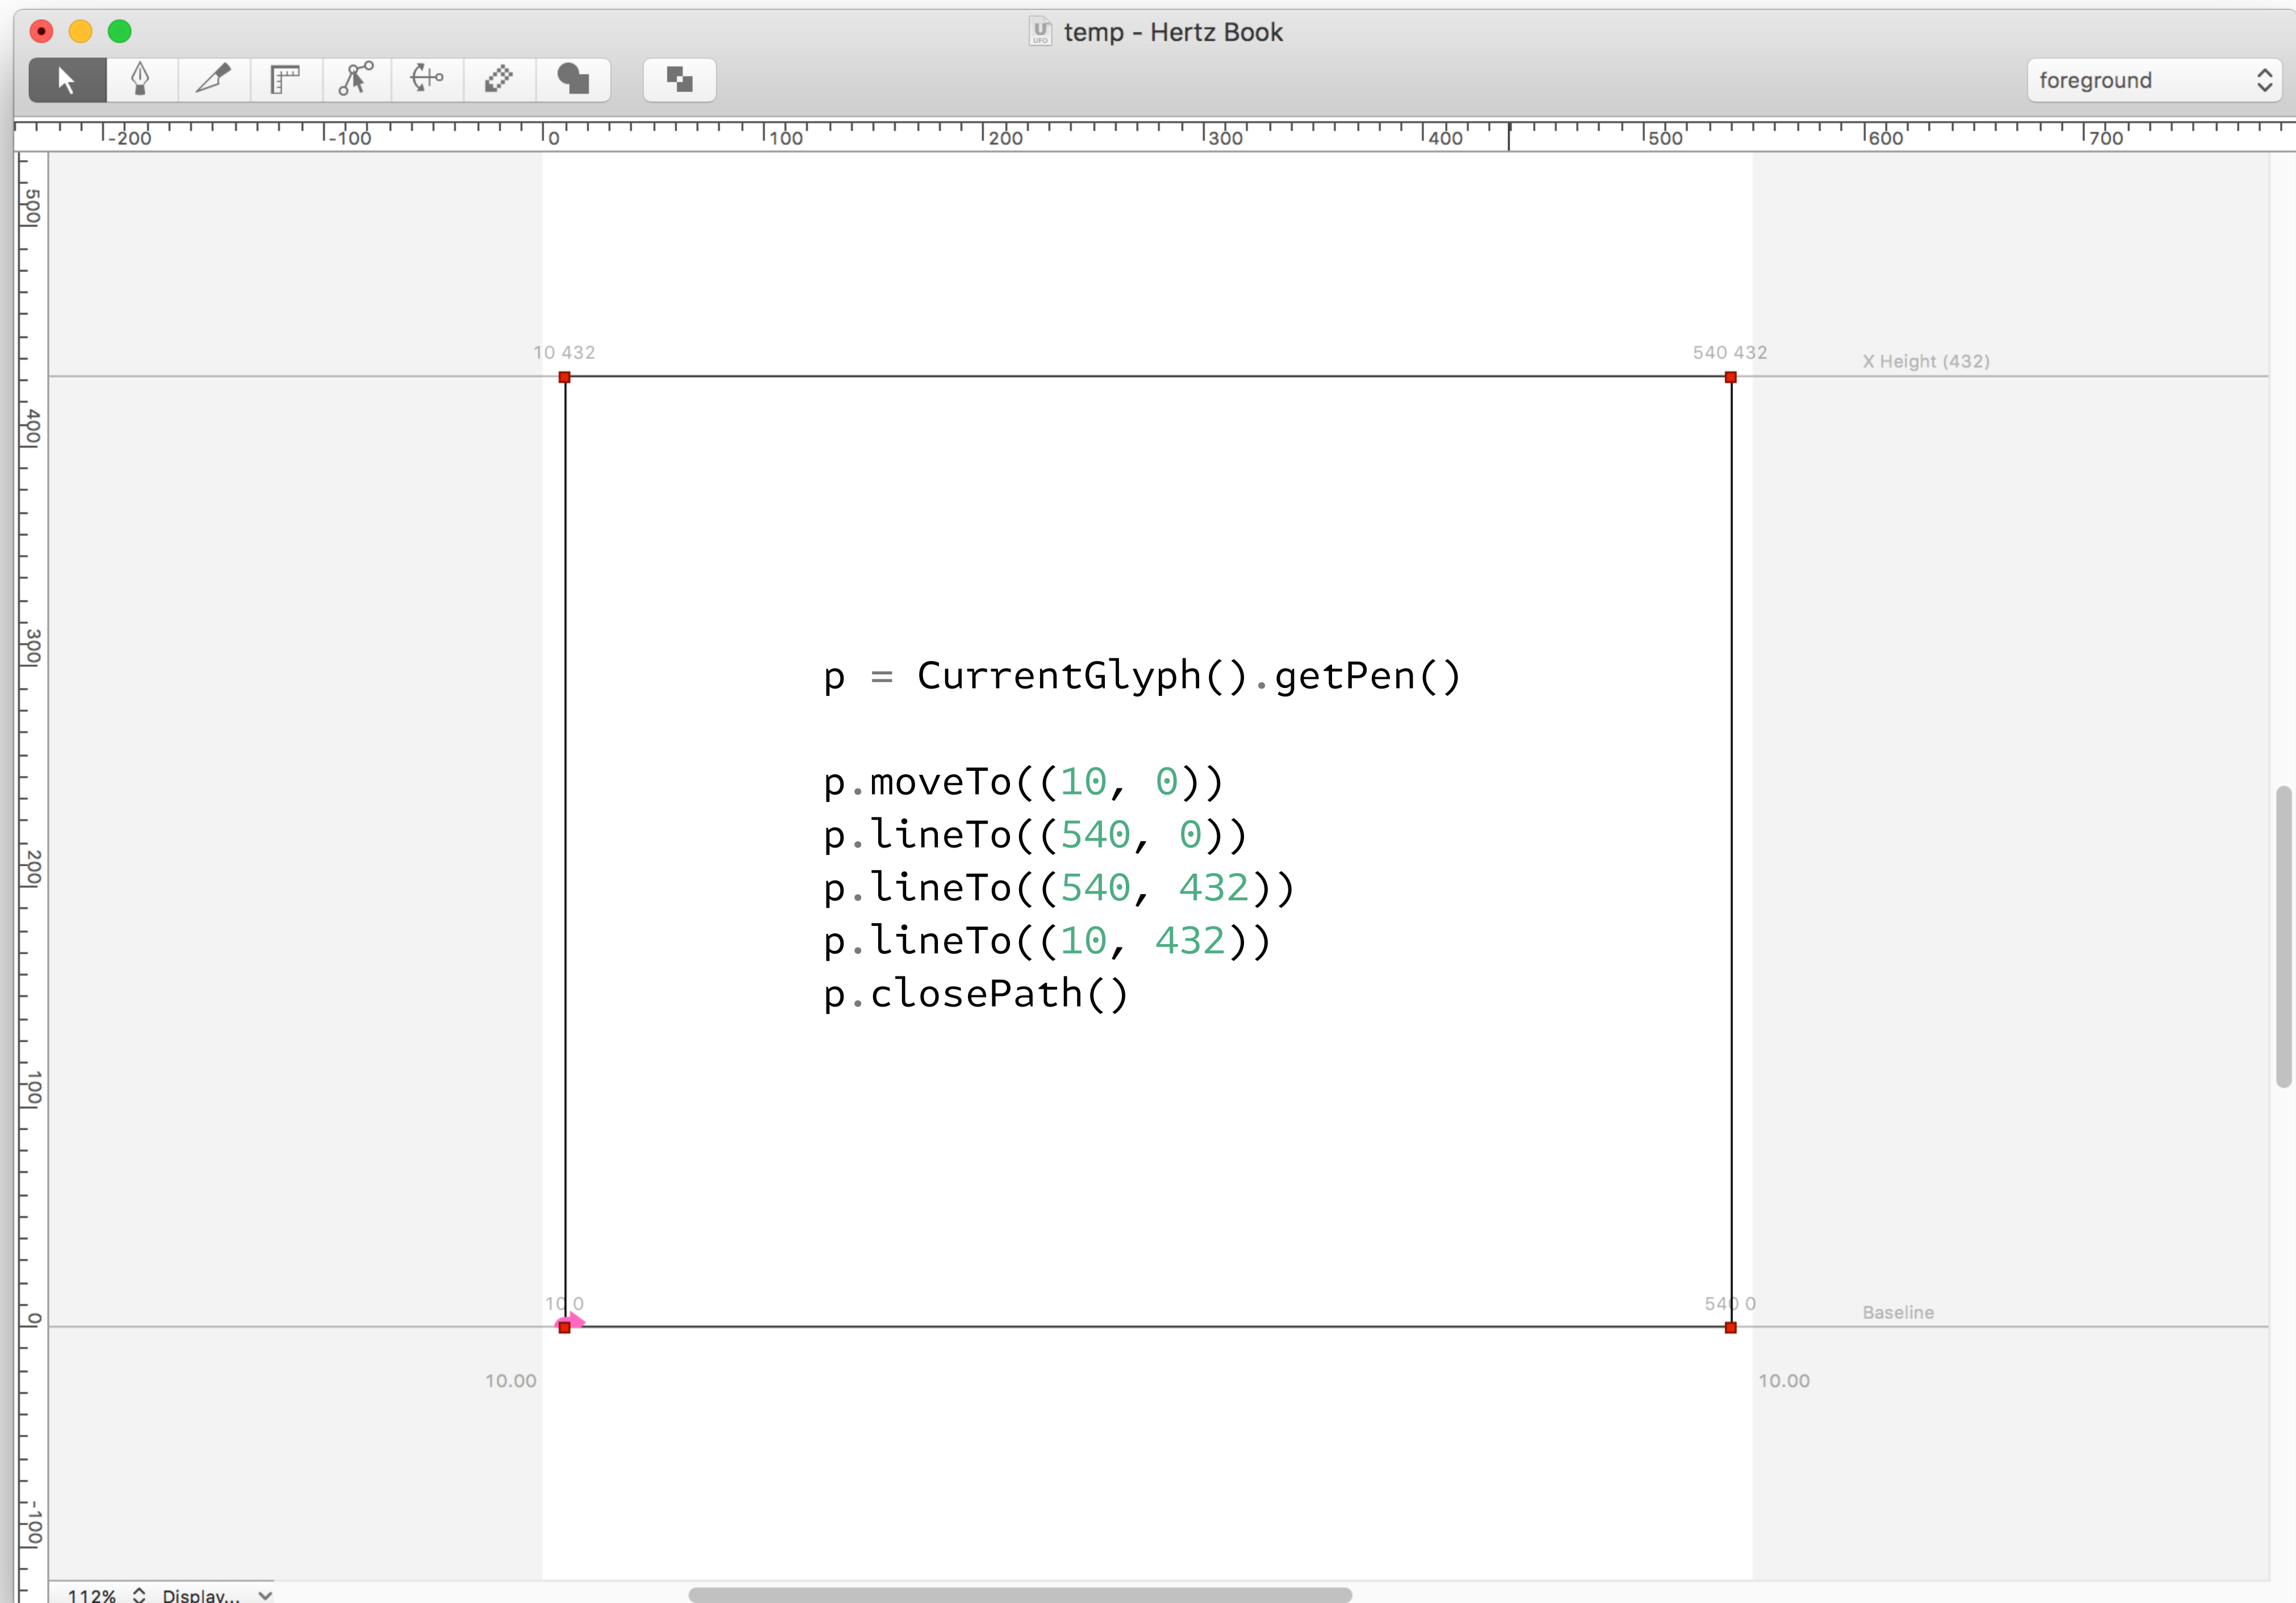 temp - Hertz Book
UFO
foreground
-200 -100 0 100 200 300 400 500 600 700
500
400
300
200
100
0
-100
10 432
540 432
X Height (432)
p = CurrentGlyph().getPen()
p.moveTo((10, 0))
p.lineTo((540, 0))
p.lineTo((540, 432))
p.lineTo((10, 432))
p.closePath()
10 0
540 0
Baseline
10.00
10.00
112% Display...